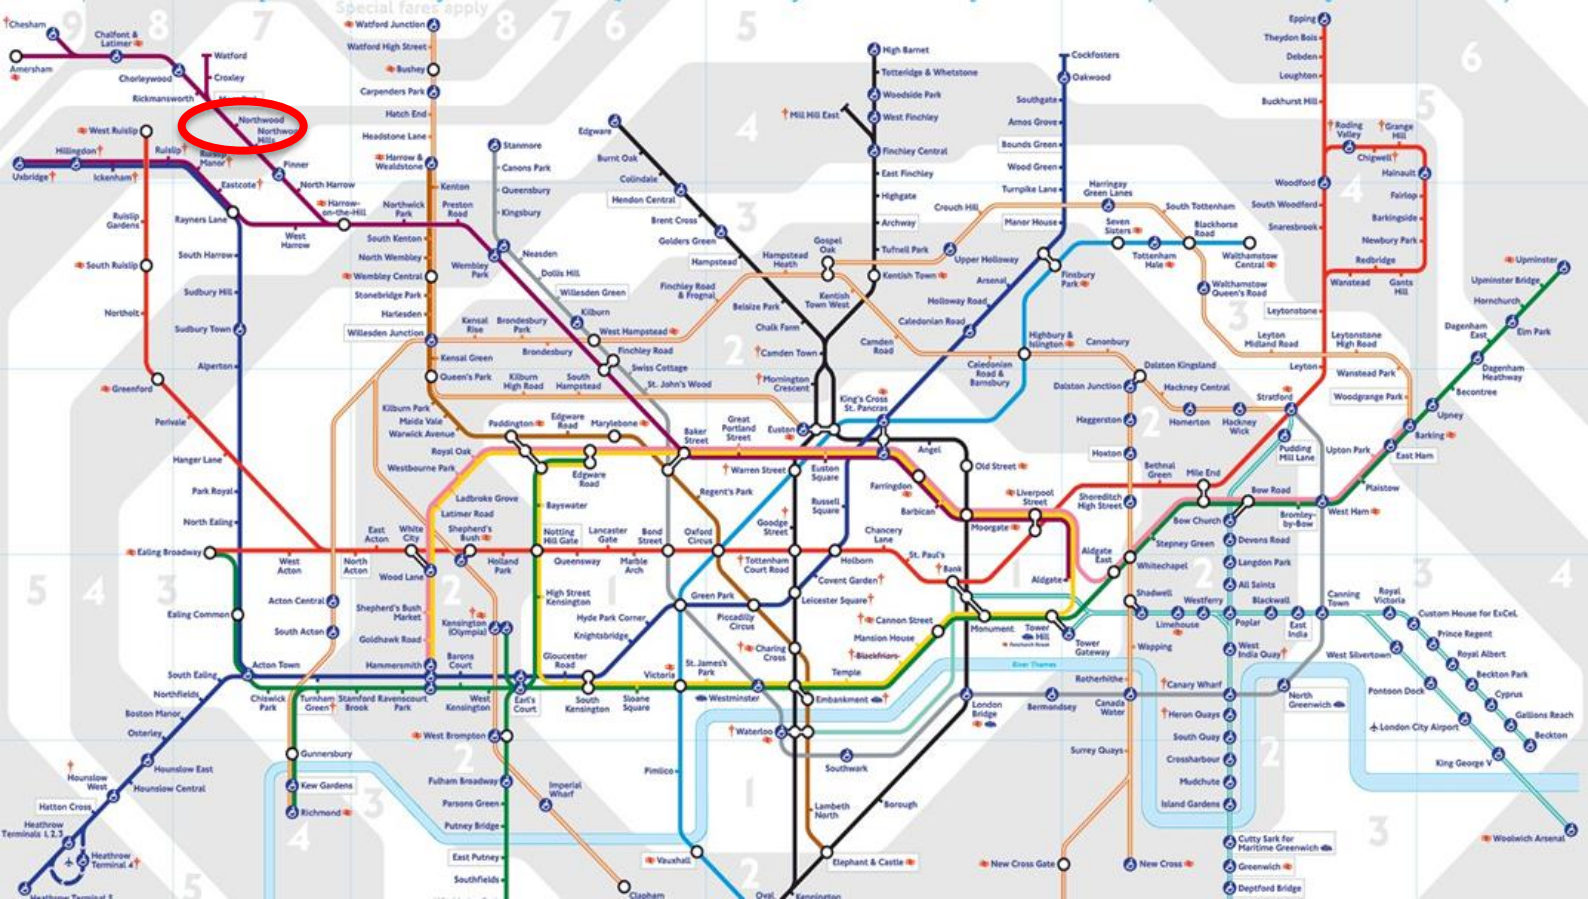 Special fares apply
9
8
7
8
7
6
5
6
Chesham
Chalfont &
Latimer
Amersham
Chorleywood
Rickmansworth
Watford
Croxley
Northwood
Northwood
Hills
Pinner
North Harrow
Harrow-
on-the-Hill
West Ruislip
Hillingdon
Uxbridge
Ickenham
Ruislip
Ruislip
Manor
Eastcote
Rayners Lane
West
Harrow
Ruislip
Gardens
South Ruislip
Northolt
Greenford
Perivale
Hanger Lane
South Harrow
Sudbury Hill
Sudbury Town
Alperton
Park Royal
North Ealing
Ealing Broadway
West
Acton
North
Acton
East
Acton
White
City
Shepherd's
Bush
Wood Lane
Ealing Common
Acton Central
South Acton
South Ealing
Acton Town
Northfields
Boston Manor
Osterley
Hounslow East
Hounslow Central
Hounslow
West
Hatton Cross
Heathrow
Terminals 1, 2, 3
Heathrow
Terminal 4
Heathrow Terminal 5
Watford Junction
Watford High Street
Bushey
Carpenders Park
Hatch End
Headstone Lane
Harrow &
Wealdstone
Kenton
Northwick
Park
Preston
Road
South Kenton
North Wembley
Wembley Central
Stonebridge Park
Harlesden
Willesden Junction
Kensal Green
Queen's Park
Kilburn Park
Maida Vale
Warwick Avenue
Royal Oak
Westbourne Park
Ladbroke Grove
Latimer Road
Shepherd's Bush
Market
Goldhawk Road
Hammersmith
Stanmore
Canons Park
Queensbury
Kingsbury
Wembley
Park
Neasden
Dollis Hill
Willesden Green
Kilburn
West Hampstead
Finchley Road
Swiss Cottage
St. John's Wood
Kensal
Rise
Brondesbury
Park
Brondesbury
Kilburn
High Road
South
Hampstead
Edgware
Burnt Oak
Colindale
Hendon Central
Brent Cross
Golders Green
Hampstead
Belsize Park
Chalk Farm
Camden Town
Mornington
Crescent
Euston
Finchley Road
& Frognal
Hampstead
Heath
Gospel
Oak
Kentish
Town West
Camden
Road
High Barnet
Totteridge & Whetstone
Woodside Park
West Finchley
Mill Hill East
Finchley Central
East Finchley
Highgate
Archway
Tufnell Park
Kentish Town
Crouch Hill
Upper Holloway
Cockfosters
Oakwood
Southgate
Arnos Grove
Bounds Green
Wood Green
Turnpike Lane
Manor House
Finsbury
Park
Arsenal
Holloway Road
Caledonian Road
Caledonian
Road &
Barnsbury
Highbury &
Islington
Canonbury
Harringay
Green Lanes
South Tottenham
Seven
Sisters
Tottenham
Hale
Blackhorse
Road
Walthamstow
Central
Walthamstow
Queen's Road
Leyton
Midland Road
Leytonstone
High Road
Wanstead Park
Woodgrange Park
Dalston Kingsland
Dalston Junction
Hackney Central
Homerton
Hackney
Wick
Stratford
Haggerston
Hoxton
Shoreditch
High Street
Epping
Theydon Bois
Debden
Loughton
Buckhurst Hill
Roding
Valley
Grange
Hill
Chigwell
Hainault
Fairlop
Barkingside
Newbury Park
Redbridge
Gants
Hill
Wanstead
Woodford
South Woodford
Snaresbrook
Leytonstone
Leyton
Upminster
Upminster Bridge
Hornchurch
Elm Park
Dagenham
East
Dagenham
Heathway
Becontree
Upney
Barking
East Ham
Upton Park
Plaistow
West Ham
Pudding
Mill Lane
Bow Road
Bromley-
by-Bow
Bow Church
Mile End
Bethnal
Green
Stepney Green
Whitechapel
Aldgate
East
Aldgate
Devons Road
Langdon Park
All Saints
Paddington
Edgware
Road
Marylebone
Edgware
Road
Baker
Street
Great
Portland
Street
Warren Street
Euston
Square
King's Cross
St. Pancras
Angel
Old Street
Farringdon
Barbican
Moorgate
Liverpool
Street
Bayswater
Regent's Park
Goodge
Street
Russell
Square
Notting
Hill Gate
Queensway
Lancaster
Gate
Marble
Arch
Bond
Street
Oxford
Circus
Tottenham
Court Road
Holborn
Chancery
Lane
St. Paul's
Bank
Holland
Park
High Street
Kensington
Kensington
(Olympia)
Hyde Park Corner
Knightsbridge
Green Park
Piccadilly
Circus
Covent Garden
Leicester Square
Charing
Cross
Cannon Street
Mansion House
Blackfriars
Temple
Embankment
Monument
Tower
Hill
Fenchurch Street
Tower
Gateway
Shadwell
Limehouse
Westferry
Poplar
Blackwall
East
India
Canning
Town
Royal
Victoria
Custom House for ExCeL
Prince Regent
Royal Albert
Beckton Park
Cyprus
Gallions Reach
Beckton
West Silvertown
Pontoon Dock
London City Airport
King George V
Woolwich Arsenal
Chiswick
Park
Turnham
Green
Stamford
Brook
Ravenscourt
Park
Barons
Court
West
Kensington
Earl's
Court
Gloucester
Road
South
Kensington
Sloane
Square
Victoria
St. James's
Park
Westminster
Waterloo
Southwark
London
Bridge
Bermondsey
Canada
Water
Rotherhithe
Wapping
Surrey Quays
River Thames
West
India Quay
Canary Wharf
Heron Quays
South Quay
Crossharbour
Mudchute
Island Gardens
Cutty Sark for
Maritime Greenwich
Greenwich
Deptford Bridge
North
Greenwich
Gunnersbury
Kew Gardens
Richmond
West Brompton
Fulham Broadway
Parsons Green
Putney Bridge
East Putney
Southfields
Imperial
Wharf
Clapham
Pimlico
Vauxhall
Oval
Kennington
Lambeth
North
Borough
Elephant & Castle
New Cross Gate
New Cross
5
4
3
2
1